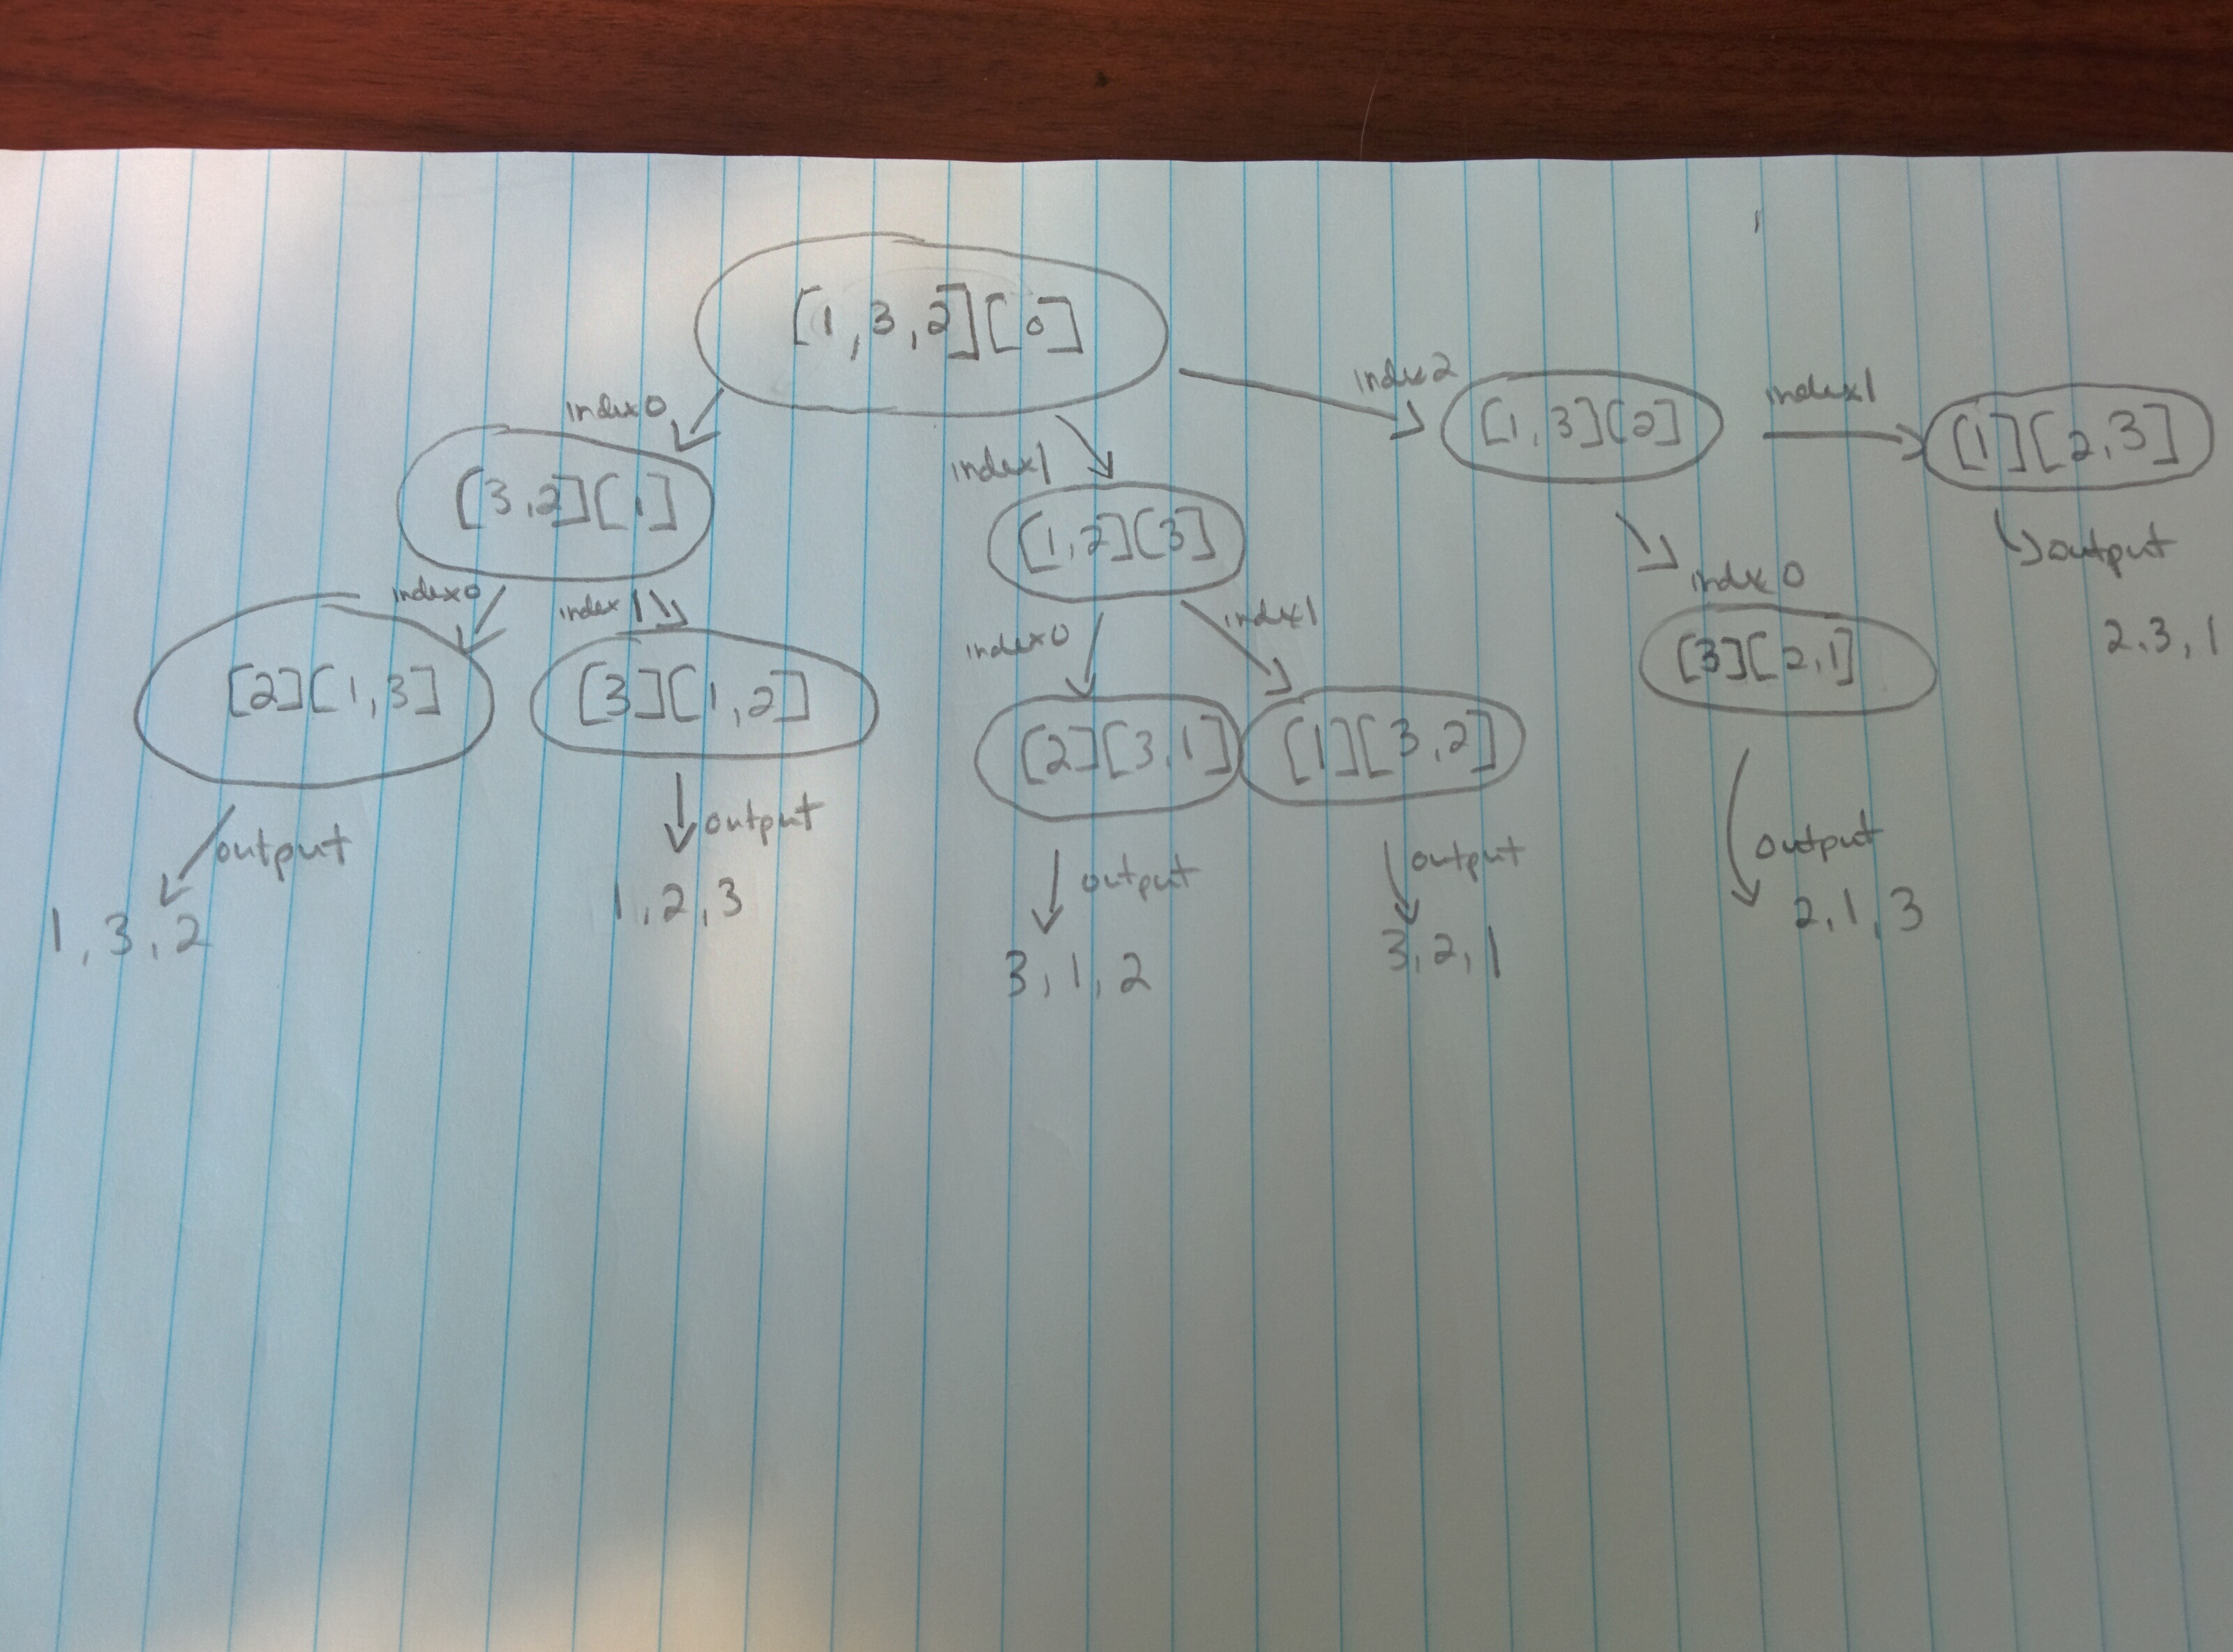 [1,3,2][0]
index0
index1
index2
index1
[3,2][1]
[1,2][3]
[1,3][2]
[1][2,3]
index0
index1
index0
index1
index0
output
[2][1,3]
[3][1,2]
[2][3,1]
[1][3,2]
[3][2,1]
2,3,1
output
output
output
output
output
1,3,2
1,2,3
3,1,2
3,2,1
2,1,3